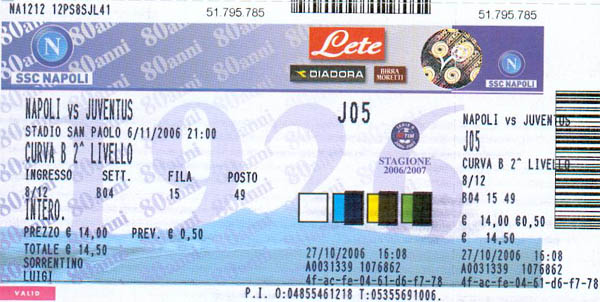 NA1212 12PS8SJL41
51.795.785
51.795.785
N
SSC NAPOLI
80anni
Lete
DIADORA
BIRRA MORETTI
N
SSC NAPOLI
NAPOLI vs JUVENTUS
J05
NAPOLI vs JUVENTUS
STADIO SAN PAOLO 6/11/2006 21:00
J05
CURVA B 2^ LIVELLO
SERIE A
TIM
CURVA B 2^ LIVELLO
1926
STAGIONE
2006/2007
INGRESSO SETT. FILA POSTO
8/12
8/12 B04 15 49
B04 15 49
INTERO.
€ 14,00 €0,50
PREZZO € 14,00 PREV. € 0,50
€ 14,50
TOTALE € 14,50
27/10/2006 16:08
27/10/2006 16:08
SORRENTINO
A0031339 1076862
A0031339 1076862
LUIGI
4f-ac-fe-04-61-d6-f7-78
4f-ac-fe-04-61-d6-f7-78
VALID
P.I. O:04855461218 T:05355691006.